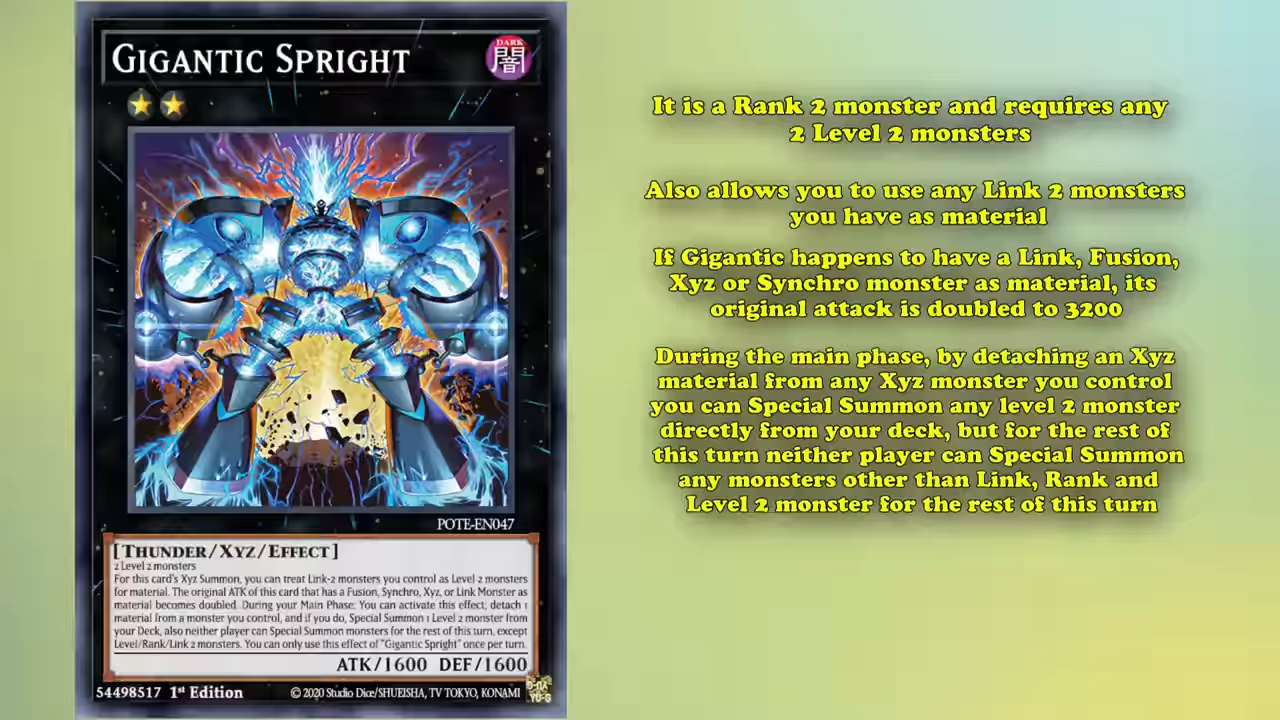 Gigantic Spright
DARK
闇
POTE-EN047
[Thunder/Xyz/Effect]
2 Level 2 monsters
For this card's Xyz Summon, you can treat Link-2 monsters you control as Level 2 monsters
for material. The original ATK of this card that has a Fusion, Synchro, Xyz, or Link Monster as
material becomes doubled. During your Main Phase: You can activate this effect; detach 1
material from a monster you control, and if you do, Special Summon 1 Level 2 monster from
your Deck, also neither player can Special Summon monsters for the rest of this turn, except
Level/Rank/Link 2 monsters. You can only use this effect of "Gigantic Spright" once per turn.
ATK/1600 DEF/1600
54498517 1st Edition
© 2020 Studio Dice/SHUEISHA, TV TOKYO, KONAMI
It is a Rank 2 monster and requires any
2 Level 2 monsters
Also allows you to use any Link 2 monsters
you have as material
If Gigantic happens to have a Link, Fusion,
Xyz or Synchro monster as material, its
original attack is doubled to 3200
During the main phase, by detaching an Xyz
material from any Xyz monster you control
you can Special Summon any level 2 monster
directly from your deck, but for the rest of
this turn neither player can Special Summon
any monsters other than Link, Rank and
Level 2 monster for the rest of this turn